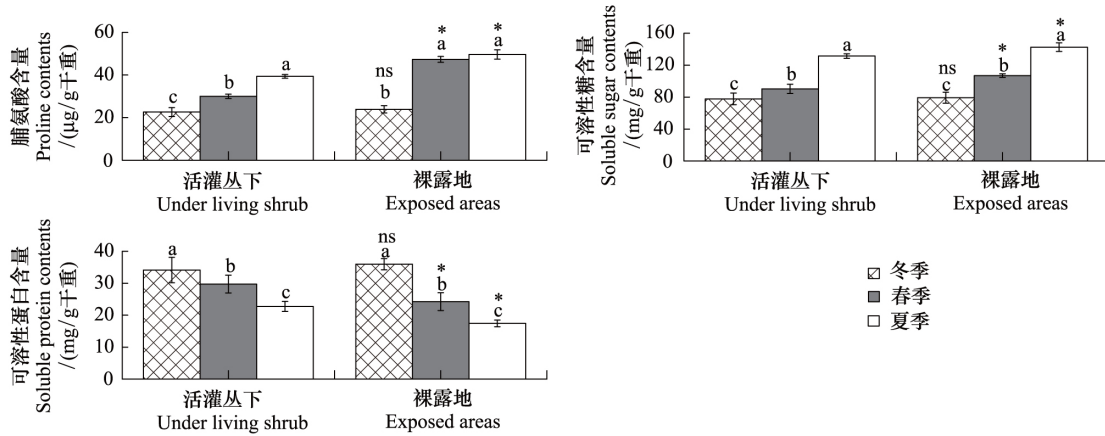 脯氨酸含量
Proline contents
/(μg/g干重)
60
40
20
0
c
b
a
ns
b
*
a
*
a
活灌丛下
Under living shrub
裸露地
Exposed areas
可溶性糖含量
Soluble sugar contents
/(mg/g干重)
160
120
80
40
0
c
b
a
ns
c
*
b
*
a
活灌丛下
Under living shrub
裸露地
Exposed areas
可溶性蛋白含量
Soluble protein contents
/(mg/g干重)
40
30
20
10
0
a
b
c
ns
a
*
b
*
c
活灌丛下
Under living shrub
裸露地
Exposed areas
冬季
春季
夏季